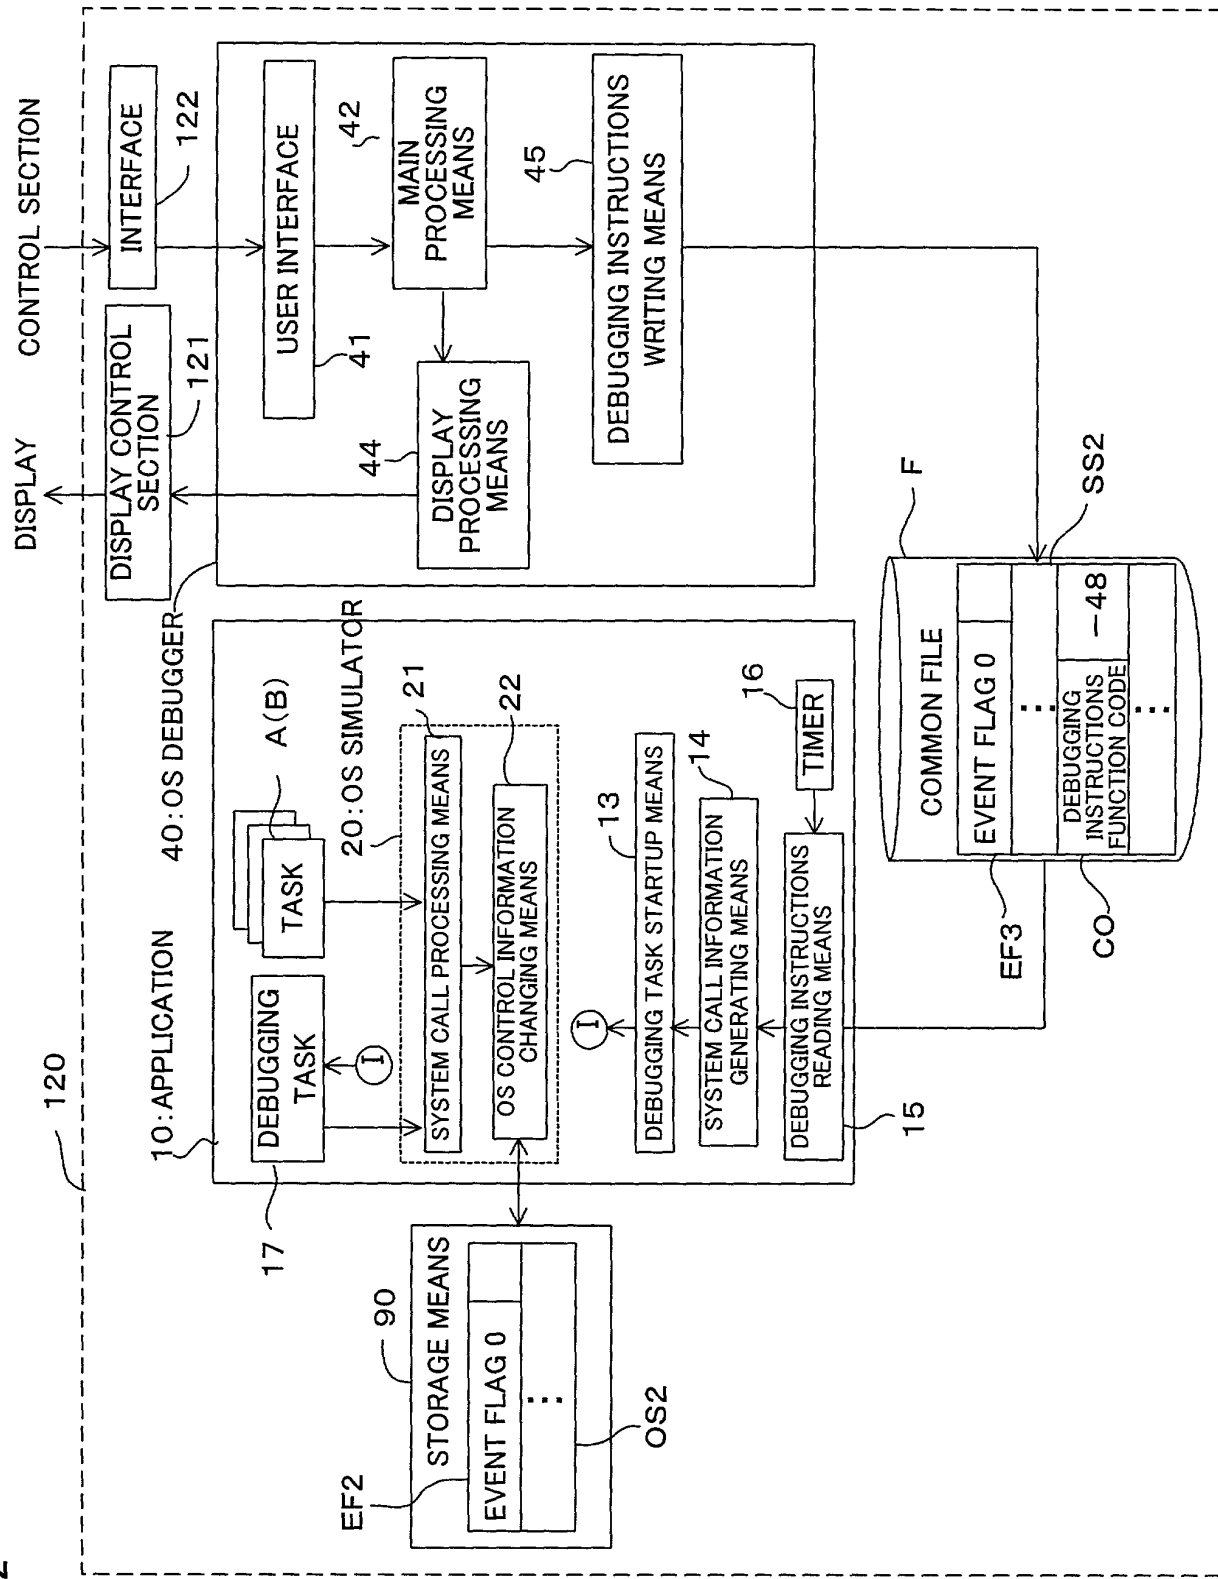 2
120
DISPLAY
CONTROL SECTION
DISPLAY CONTROL
SECTION
121
INTERFACE
122
40:OS DEBUGGER
USER INTERFACE
41
42
MAIN
PROCESSING
MEANS
44
DISPLAY
PROCESSING
MEANS
45
DEBUGGING INSTRUCTIONS
WRITING MEANS
10:APPLICATION
17
DEBUGGING
TASK
I
TASK
A(B)
20:OS SIMULATOR
SYSTEM CALL PROCESSING MEANS
21
OS CONTROL INFORMATION
CHANGING MEANS
22
I
13
DEBUGGING TASK STARTUP MEANS
SYSTEM CALL INFORMATION
GENERATING MEANS
14
DEBUGGING INSTRUCTIONS
READING MEANS
15
16
TIMER
90
STORAGE MEANS
EF2
EVENT FLAG 0
...
OS2
F
COMMON FILE
SS2
EF3
EVENT FLAG 0
...
CO
DEBUGGING
INSTRUCTIONS
FUNCTION CODE
48
...